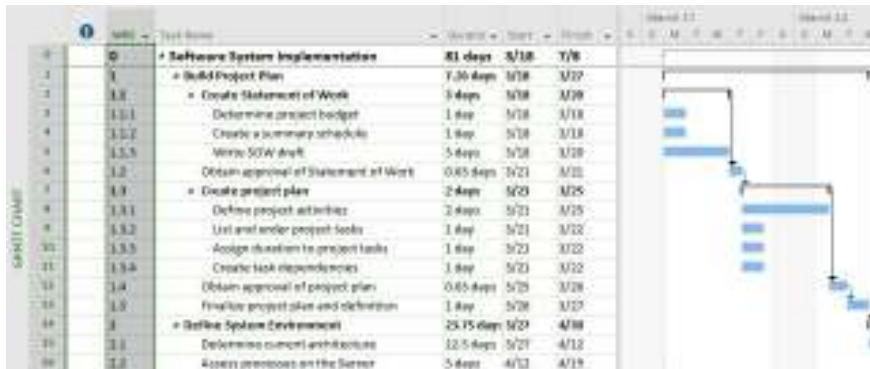 WBS Task Name Duration Start Finish March 17 March 24
0 Software System Implementation 81 days 3/18 7/8
1 1 Build Project Plan 7.35 days 3/18 3/27
2 1.1 Create Statement of Work 3 days 3/18 3/20
3 1.1.1 Determine project budget 1 day 3/18 3/18
4 1.1.2 Create a summary schedule 1 day 3/18 3/18
5 1.1.3 Write SOW draft 3 days 3/18 3/20
6 1.2 Obtain approval of Statement of Work 0.65 days 3/21 3/21
7 1.3 Create project plan 2 days 3/21 3/25
8 1.3.1 Define project activities 2 days 3/21 3/25
9 1.3.2 List and order project tasks 1 day 3/21 3/22
10 1.3.3 Assign duration to project tasks 1 day 3/21 3/22
11 1.3.4 Create task dependencies 1 day 3/21 3/22
12 1.4 Obtain approval of project plan 0.65 days 3/25 3/26
13 1.5 Finalize project plan and definition 1 day 3/26 3/27
14 2 Define System Environment 23.75 days 3/27 4/30
15 2.1 Determine current architecture 12.5 days 3/27 4/12
16 2.2 Assess processes on the Server 5 days 4/12 4/19
GANTT CHART